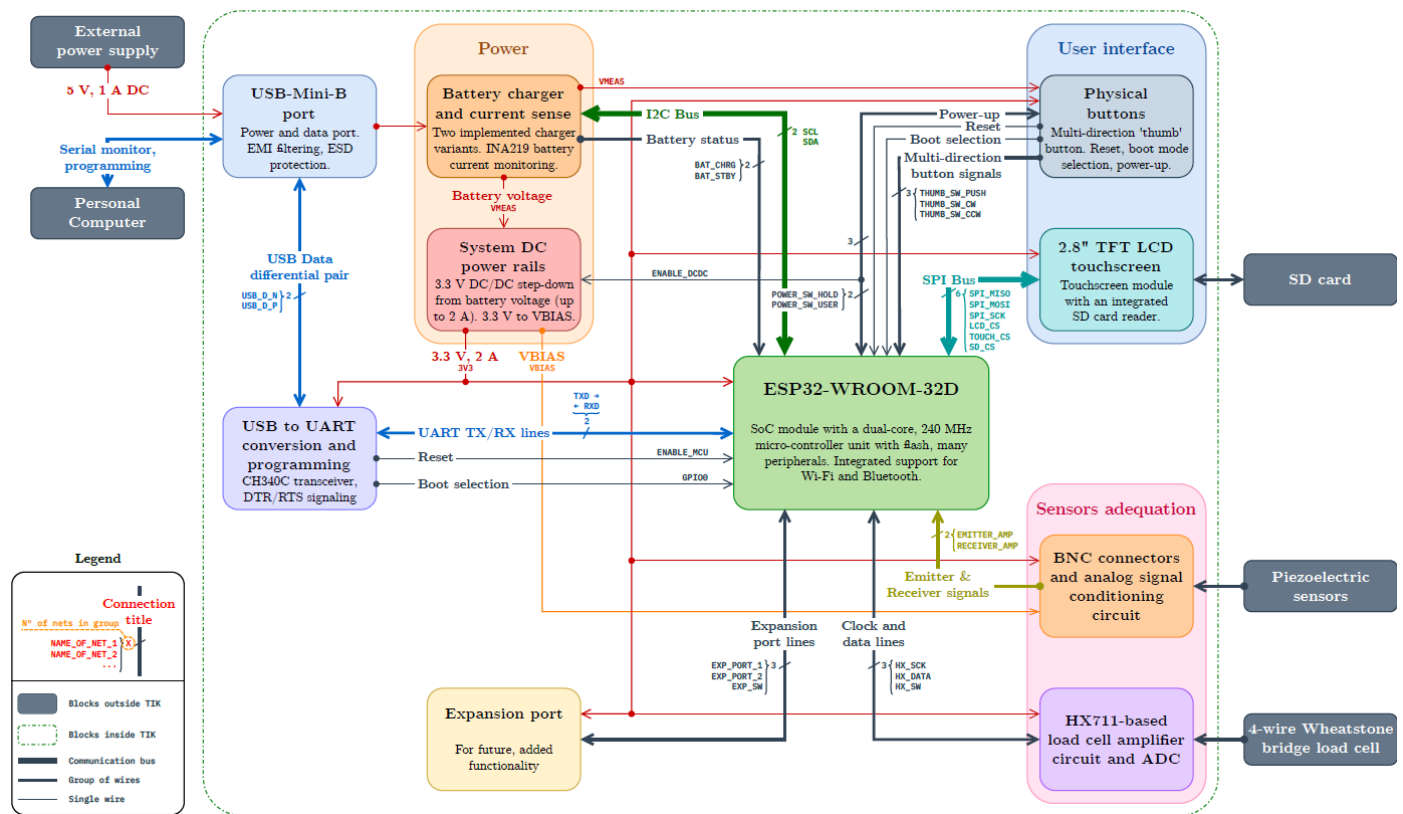 External
power supply
5 V, 1 A DC
Serial monitor,
programming
Personal
Computer
USB-Mini-B
port
Power and data port.
EMI filtering, ESD
protection.
USB Data
differential pair
USB_D_N
USB_D_P
2
USB to UART
conversion and
programming
CH340C transceiver,
DTR/RTS signaling
Power
Battery charger
and current sense
Two implemented charger
variants. INA219 battery
current monitoring.
Battery voltage
VMEAS
System DC
power rails
3.3 V DC/DC step-down
from battery voltage (up
to 2 A). 3.3 V to VBIAS.
3.3 V, 2 A
3V3
VBIAS
VBIAS
VMEAS
I2C Bus
2
SCL
SDA
Battery status
BAT_CHRG
BAT_STBY
2
Power-up
Reset
Boot selection
Multi-direction
button signals
3
THUMB_SW_PUSH
THUMB_SW_CW
THUMB_SW_CCW
3
ENABLE_DCDC
POWER_SW_HOLD
POWER_SW_USER
2
SPI Bus
6
SPI_MISO
SPI_MOSI
SPI_SCK
LCD_CS
TOUCH_CS
SD_CS
User interface
Physical
buttons
Multi-direction 'thumb'
button. Reset, boot mode
selection, power-up.
2.8" TFT LCD
touchscreen
Touchscreen module
with an integrated
SD card reader.
SD card
TXD →
← RXD
2
UART TX/RX lines
Reset
ENABLE_MCU
Boot selection
GPIO0
ESP32-WROOM-32D
SoC module with a dual-core, 240 MHz
micro-controller unit with flash, many
peripherals. Integrated support for
Wi-Fi and Bluetooth.
2
EMITTER_AMP
RECEIVER_AMP
Emitter &
Receiver signals
Sensors adequation
BNC connectors
and analog signal
conditioning
circuit
Piezoelectric
sensors
Expansion
port lines
EXP_PORT_1
EXP_PORT_2
EXP_SW
3
Clock and
data lines
3
HX_SCK
HX_DATA
HX_SW
Expansion port
For future, added
functionality
HX711-based
load cell amplifier
circuit and ADC
4-wire Wheatstone
bridge load cell
Legend
Connection
title
Nº of nets in group
NAME_OF_NET_1
NAME_OF_NET_2
...
X
Blocks outside TIK
Blocks inside TIK
Communication bus
Group of wires
Single wire